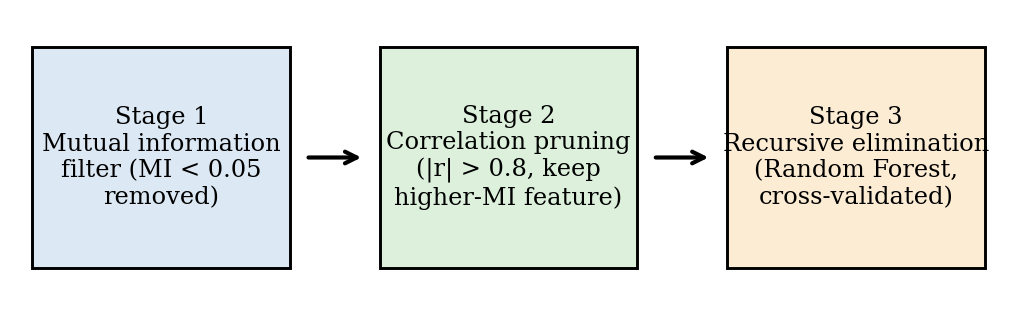 Stage 1
Mutual information
filter (MI < 0.05
removed)
Stage 2
Correlation pruning
(|r| > 0.8, keep
higher-MI feature)
Stage 3
Recursive elimination
(Random Forest,
cross-validated)